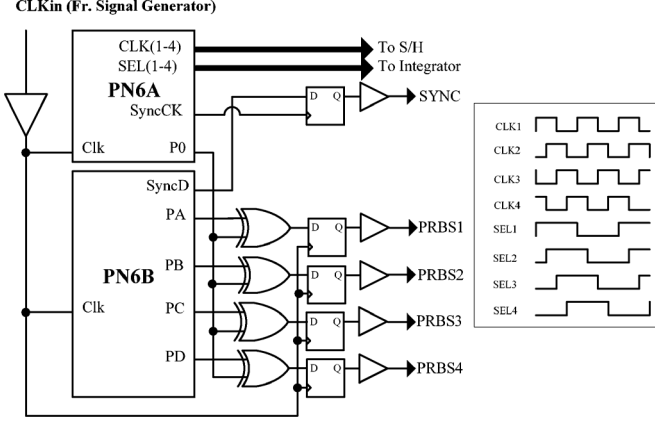 CLKin (Fr. Signal Generator)
CLK(1-4)
To S/H
SEL(1-4)
To Integrator
PN6A
D Q
SYNC
SyncCK
Clk
P0
SyncD
PA
D Q
PRBS1
PB
PN6B
D Q
PRBS2
Clk
PC
D Q
PRBS3
PD
D Q
PRBS4
CLK1
CLK2
CLK3
CLK4
SEL1
SEL2
SEL3
SEL4